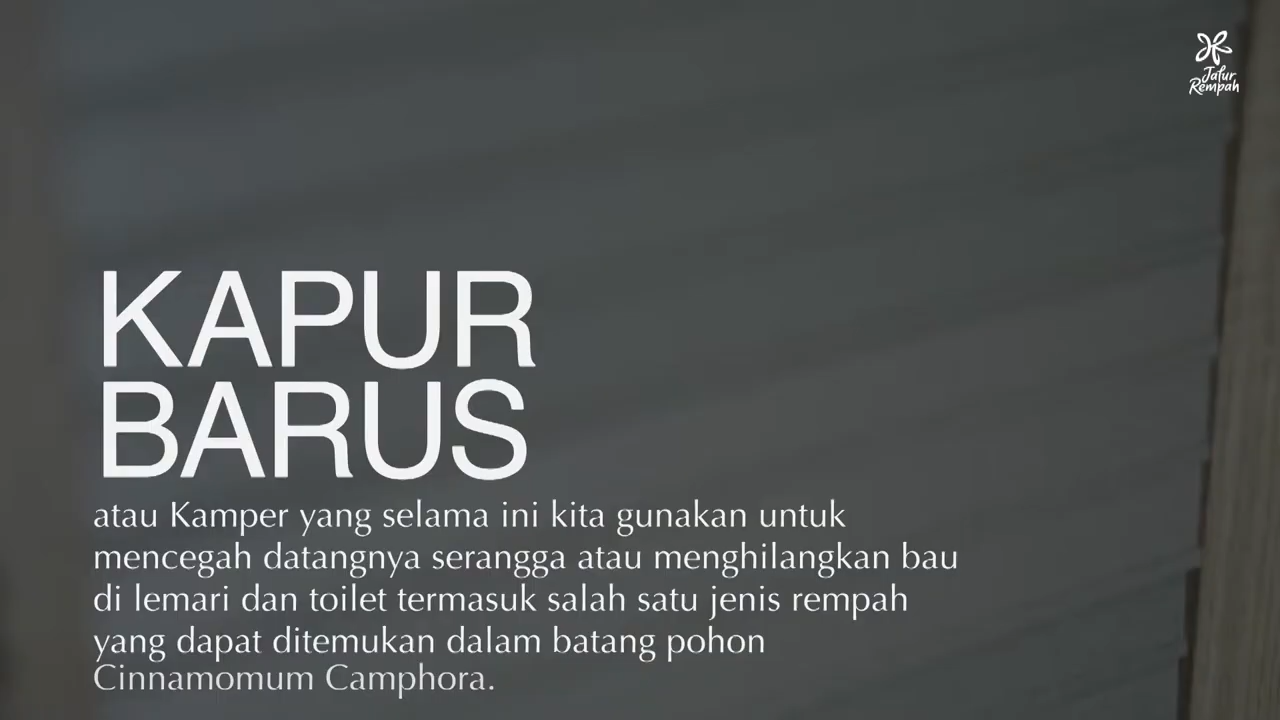 Jalur
Rempah
KAPUR
BARUS
atau Kamper yang selama ini kita gunakan untuk
mencegah datangnya serangga atau menghilangkan bau
di lemari dan toilet termasuk salah satu jenis rempah
yang dapat ditemukan dalam batang pohon
Cinnamomum Camphora.